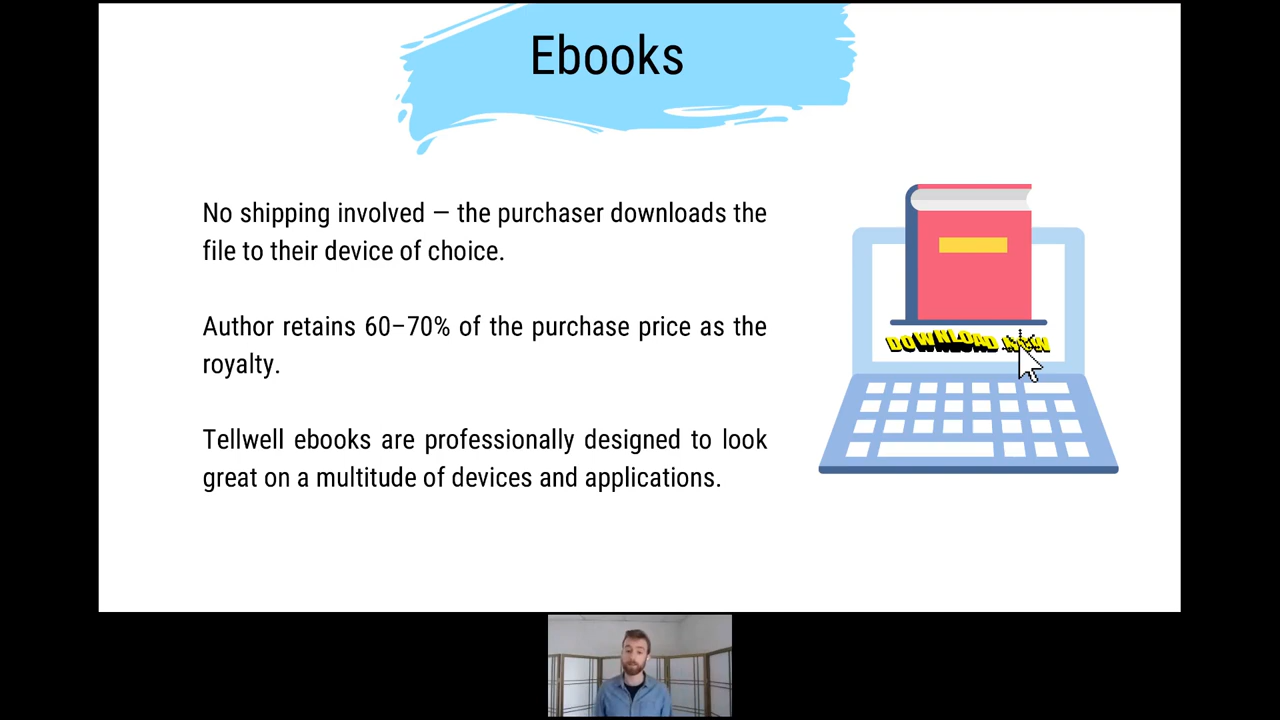 Ebooks
No shipping involved – the purchaser downloads the
file to their device of choice.
Author retains 60–70% of the purchase price as the
royalty.
Tellwell ebooks are professionally designed to look
great on a multitude of devices and applications.
DOWNLOAD NOW